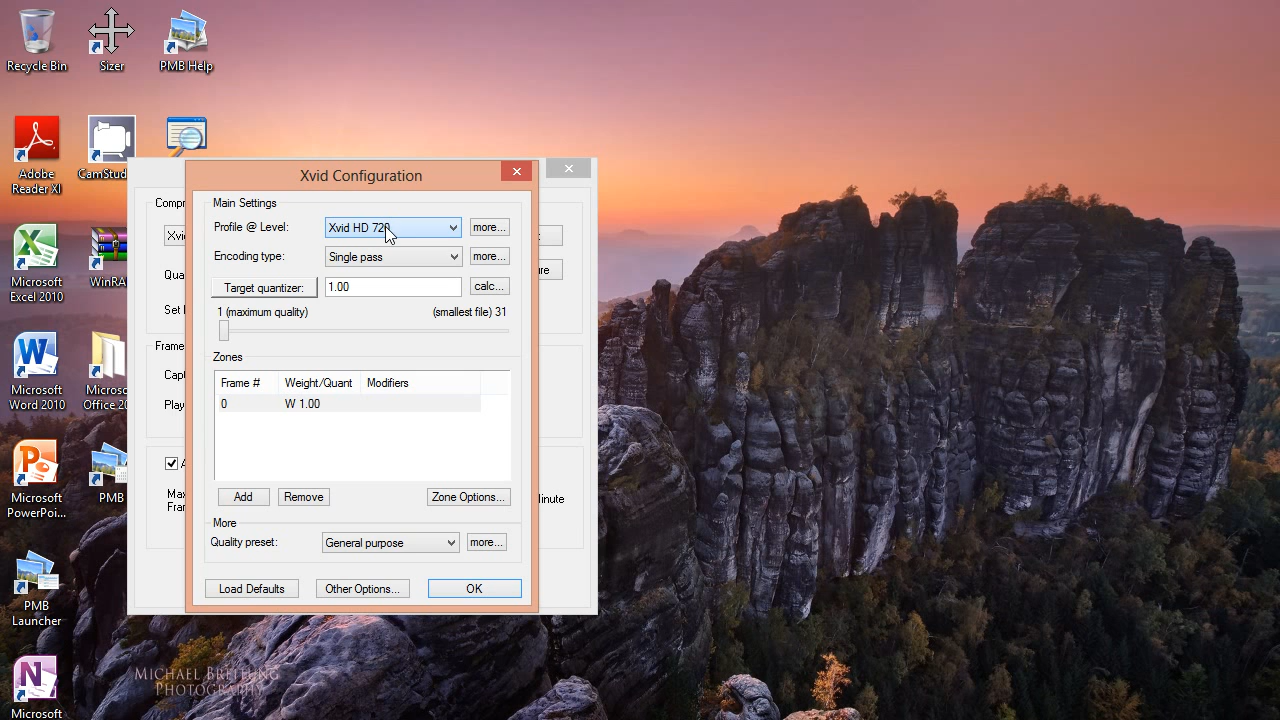 Recycle Bin
Sizer
PMB Help
Adobe
Reader XI
CamStud
Microsoft
Excel 2010
WinRA
Microsoft
Word 2010
Micros
Office 20
Microsoft
PowerPoi...
PMB
PMB
Launcher
Microsoft
Compr
Xvi
Qua
Set
Frame
Capt
Play
Max
Fram
ure
linute
Xvid Configuration
Main Settings
Profile @ Level:
Xvid HD 720
more...
Encoding type:
Single pass
more...
Target quantizer:
1.00
calc...
1 (maximum quality)
(smallest file) 31
Zones
Frame #
Weight/Quant
Modifiers
0
W 1.00
Add
Remove
Zone Options...
More
Quality preset:
General purpose
more...
Load Defaults
Other Options...
OK
Michael Breitung
Photography